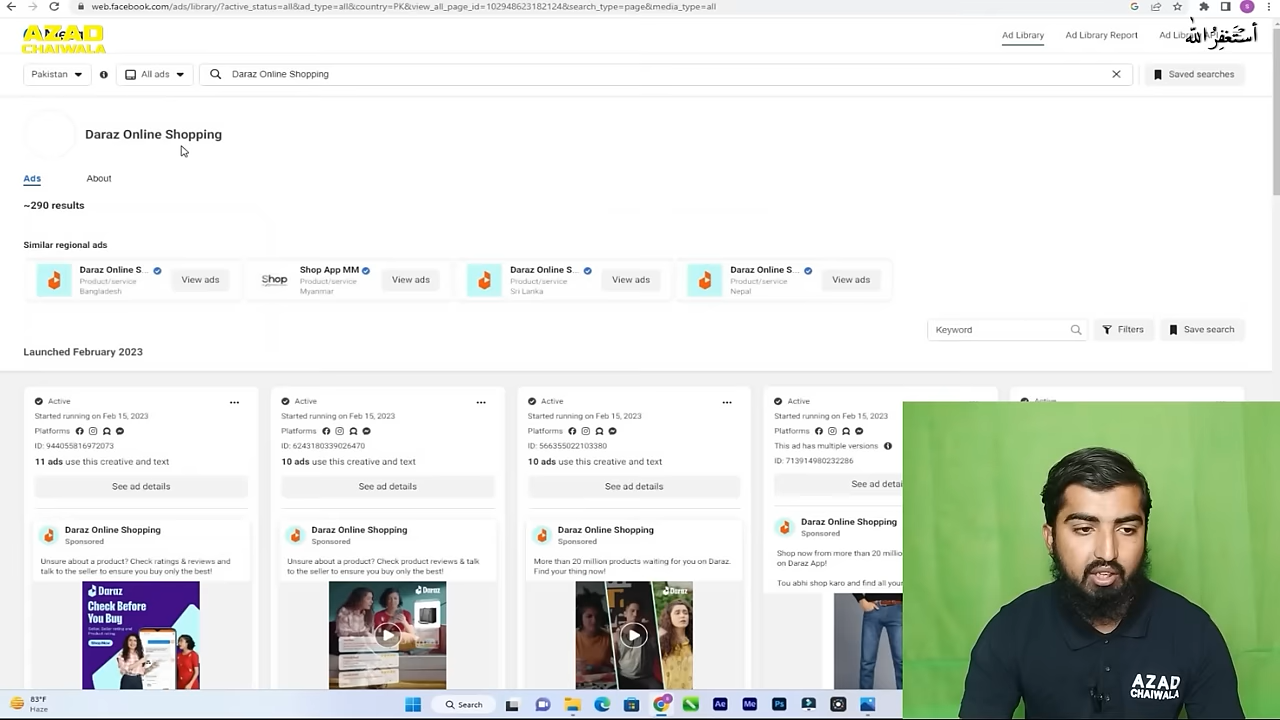 web.facebook.com/ads/library/?active_status=all&ad_type=all&country=PK&view_all_page_id=102948623182124&search_type=page&media_type=all
AZAD
CHAIWALA
Ad Library
Ad Library Report
أستغفر الله
Pakistan
All ads
Daraz Online Shopping
Saved searches
Daraz Online Shopping
Ads
About
~290 results
Similar regional ads
Daraz Online S...
Product/service
Bangladesh
View ads
Shop
Shop App MM
Product/service
Myanmar
View ads
Daraz Online S...
Product/service
Sri Lanka
View ads
Daraz Online S...
Product/service
Nepal
View ads
Keyword
Filters
Save search
Launched February 2023
Active
Started running on Feb 15, 2023
Platforms
ID: 944055816972073
11 ads use this creative and text
See ad details
Daraz Online Shopping
Sponsored
Unsure about a product? Check ratings & reviews and
talk to the seller to ensure you buy only the best!
Daraz
Check Before
You Buy
Active
Started running on Feb 15, 2023
Platforms
ID: 6243180339026470
10 ads use this creative and text
See ad details
Daraz Online Shopping
Sponsored
Unsure about a product? Check product reviews & talk
to the seller to ensure you buy only the best!
Daraz
Active
Started running on Feb 15, 2023
Platforms
ID: 566355022103380
10 ads use this creative and text
See ad details
Daraz Online Shopping
Sponsored
More than 20 million products waiting for you on Daraz.
Find your thing now!
Daraz
Active
Started running on Feb 15, 2023
Platforms
This ad has multiple versions
ID: 713914980232286
See ad detai
Daraz Online Shopping
Sponsored
Shop now from more than 20 millio
on Daraz App!
Tou abhi shop karo and find all your
AZAD
CHAIWALA
83°F
Haze
Search
Ae
Me
Ps